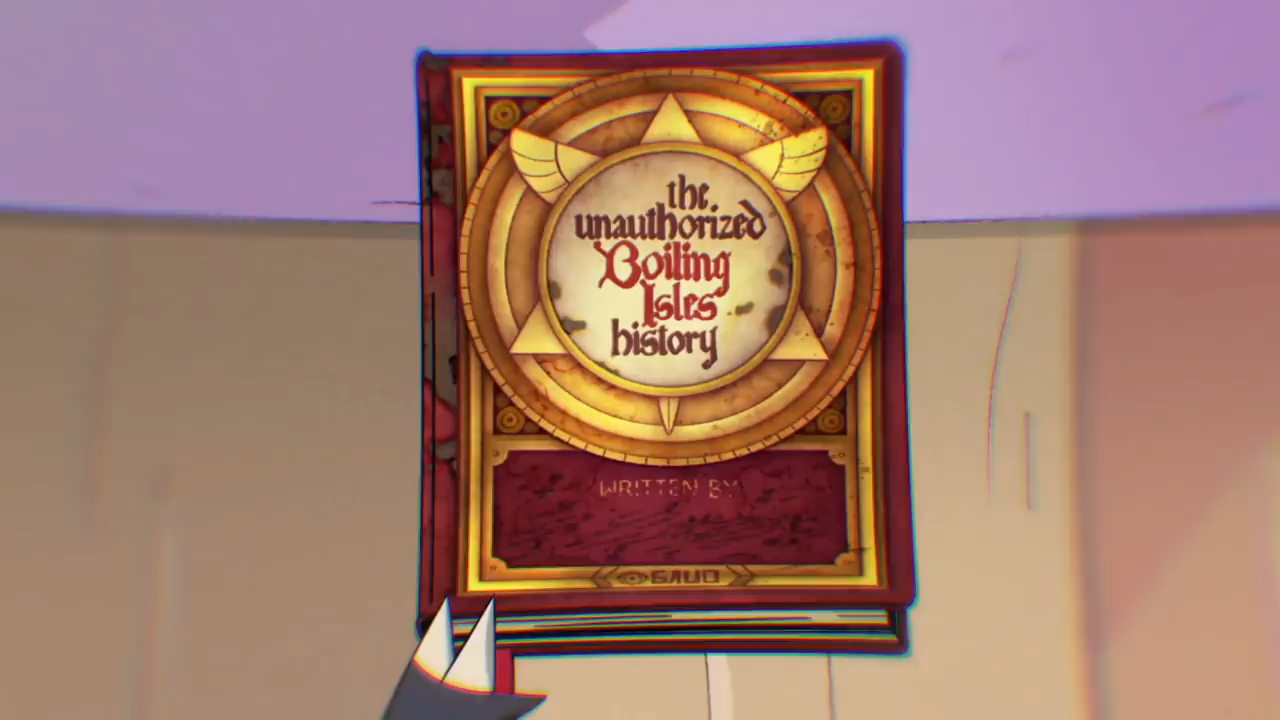 the
unauthorized
Boiling
Isles
history
WRITTEN BY